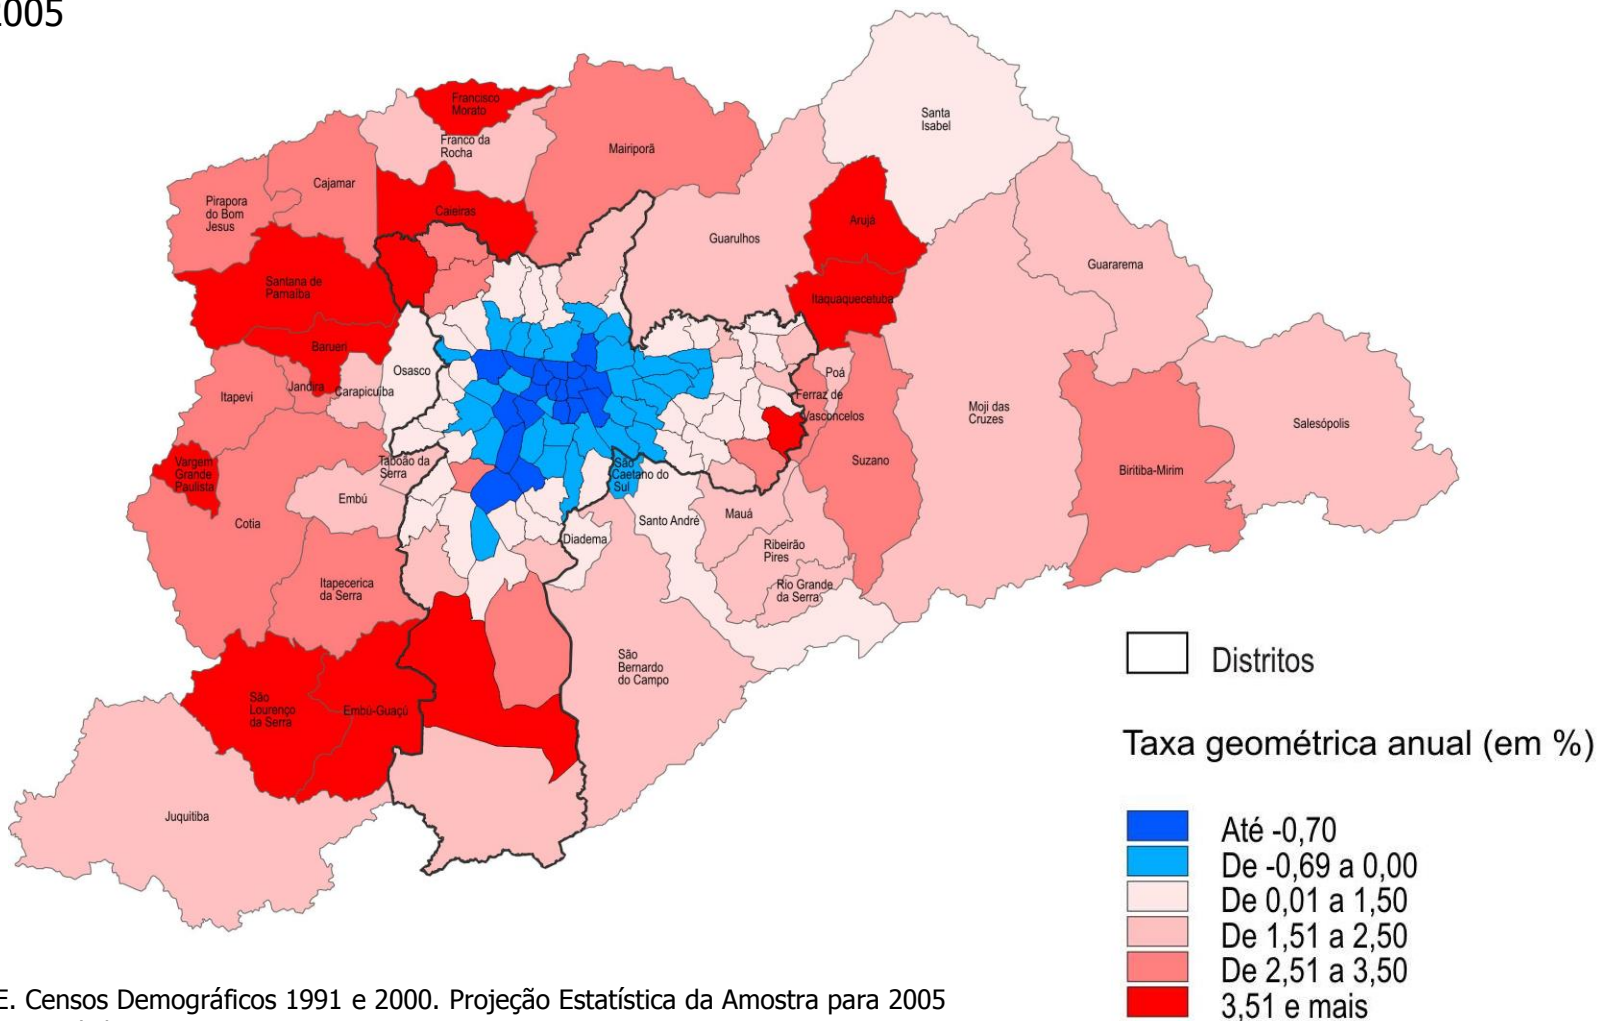 2005
Francisco
Morato
Franco da
Rocha
Mairiporã
Santa
Isabel
Cajamar
Pirapora
do Bom
Jesus
Caieiras
Arujá
Guarulhos
Guararema
Santana de
Parnaíba
Itaquaquecetuba
Barueri
Osasco
Poá
Jandira
Carapicuíba
Itapevi
Ferraz de
Vasconcelos
Moji das
Cruzes
Salesópolis
Suzano
Biritiba-Mirim
Vargem
Grande
Paulista
Taboão da
Serra
São
Caetano do
Sul
Embú
Cotia
Santo André
Mauá
Diadema
Ribeirão
Pires
Rio Grande
da Serra
Itapecerica
da Serra
São
Bernardo
do Campo
São
Lourenço
da Serra
Embú-Guaçú
Juquitiba
Distritos
Taxa geométrica anual (em %)
Até -0,70
De -0,69 a 0,00
De 0,01 a 1,50
De 1,51 a 2,50
De 2,51 a 3,50
3,51 e mais
E. Censos Demográficos 1991 e 2000. Projeção Estatística da Amostra para 2005